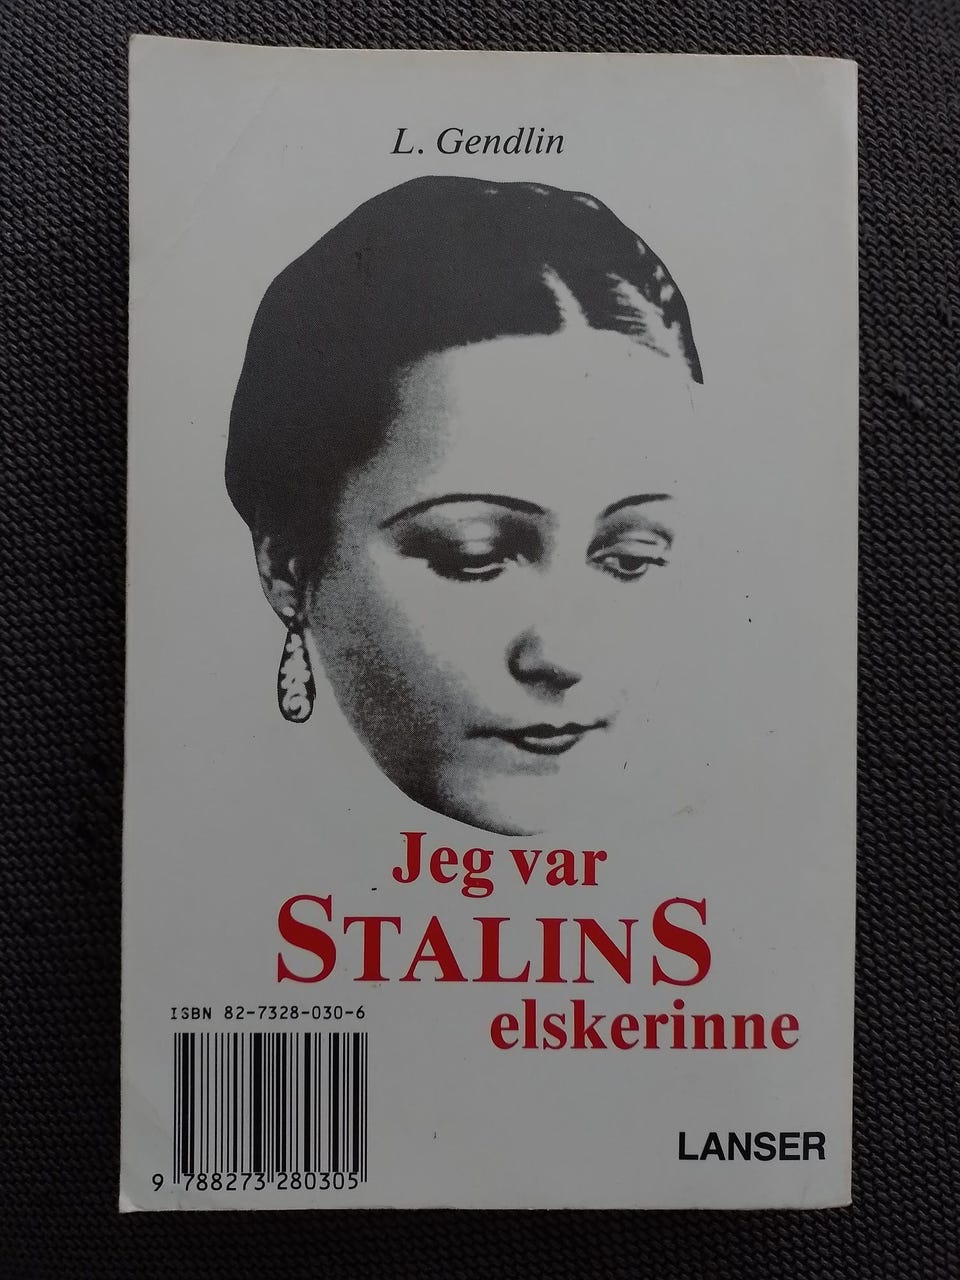 L. Gendlin
Jeg var
STALINS
elskerinne
ISBN 82-7328-030-6
9 788273 280305
LANSER